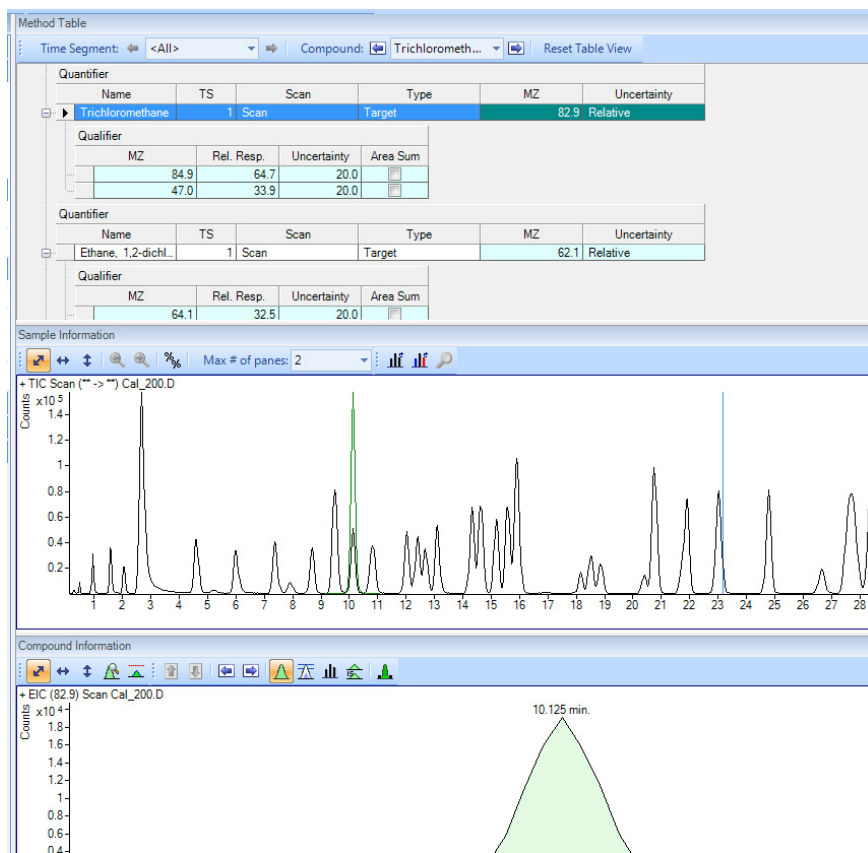 Method Table
Time Segment: <All> Compound: Trichlorometh... Reset Table View
Quantifier
Name TS Scan Type MZ Uncertainty
Trichloromethane 1 Scan Target 82.9 Relative
Qualifier
MZ Rel. Resp. Uncertainty Area Sum
84.9 64.7 20.0
47.0 33.9 20.0
Quantifier
Name TS Scan Type MZ Uncertainty
Ethane, 1,2-dichl... 1 Scan Target 62.1 Relative
Qualifier
MZ Rel. Resp. Uncertainty Area Sum
64.1 32.5 20.0
Sample Information
Max # of panes: 2
+ TIC Scan (** -> **) Cal_200.D
Counts
x10 5
1.4
1.2
1
0.8
0.6
0.4
0.2
1 2 3 4 5 6 7 8 9 10 11 12 13 14 15 16 17 18 19 20 21 22 23 24 25 26 27 28
Compound Information
+ EIC (82.9) Scan Cal_200.D
Counts
x10 4
10.125 min.
1.8
1.6
1.4
1.2
1
0.8
0.6
0.4